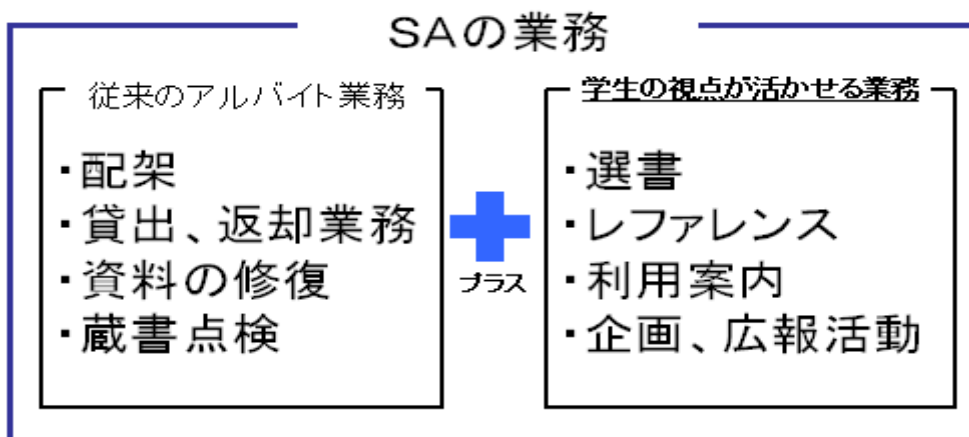 SAの業務
従来のアルバイト業務
・配架
・貸出、返却業務
・資料の修復
・蔵書点検
プラス
学生の視点が活かせる業務
・選書
・レファレンス
・利用案内
・企画、広報活動